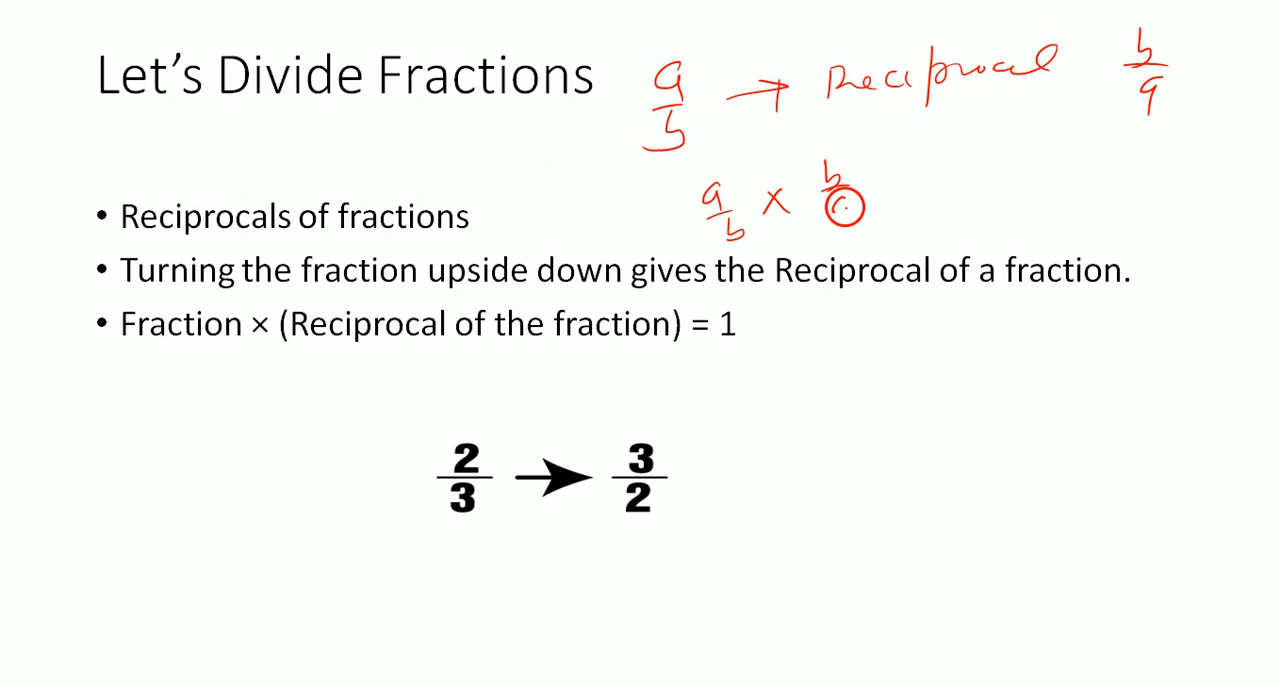 Let's Divide Fractions
a/b → Reciprocal b/a
a/b × b/
• Reciprocals of fractions
• Turning the fraction upside down gives the Reciprocal of a fraction.
• Fraction × (Reciprocal of the fraction) = 1
2/3 → 3/2